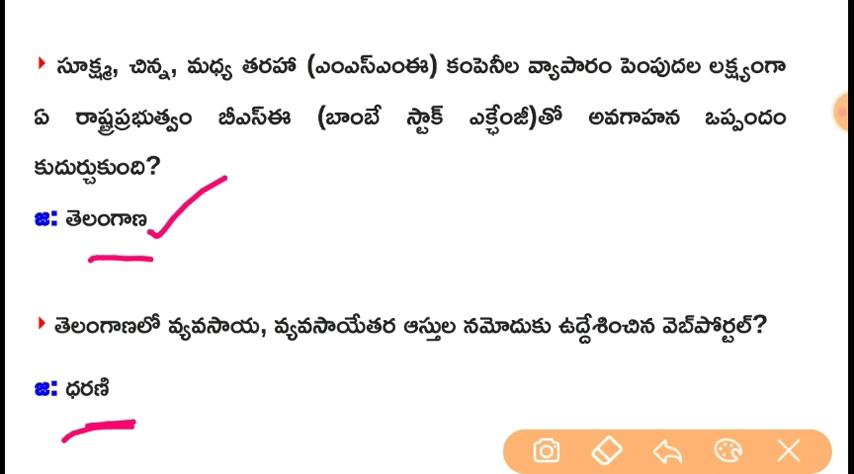 సూక్ష్మ, చిన్న, మధ్య తరహా (ఎంఎస్ఎంఈ) కంపెనీల వ్యాపారం పెంపుదల లక్ష్యంగా
ఏ రాష్ట్రప్రభుత్వం బీఎస్ఈ (బాంబే స్టాక్ ఎక్ఛేంజీ)తో అవగాహన ఒప్పందం
కుదుర్చుకుంది?
జ: తెలంగాణ
తెలంగాణలో వ్యవసాయ, వ్యవసాయేతర ఆస్తుల నమోదుకు ఉద్దేశించిన వెబ్‌పోర్టల్?
జ: ధరణి